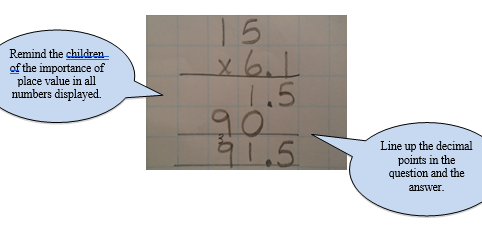 Remind the children
of the importance of
place value in all
numbers displayed.
15
x 6.1
1.5
90
3
91.5
Line up the decimal
points in the
question and the
answer.